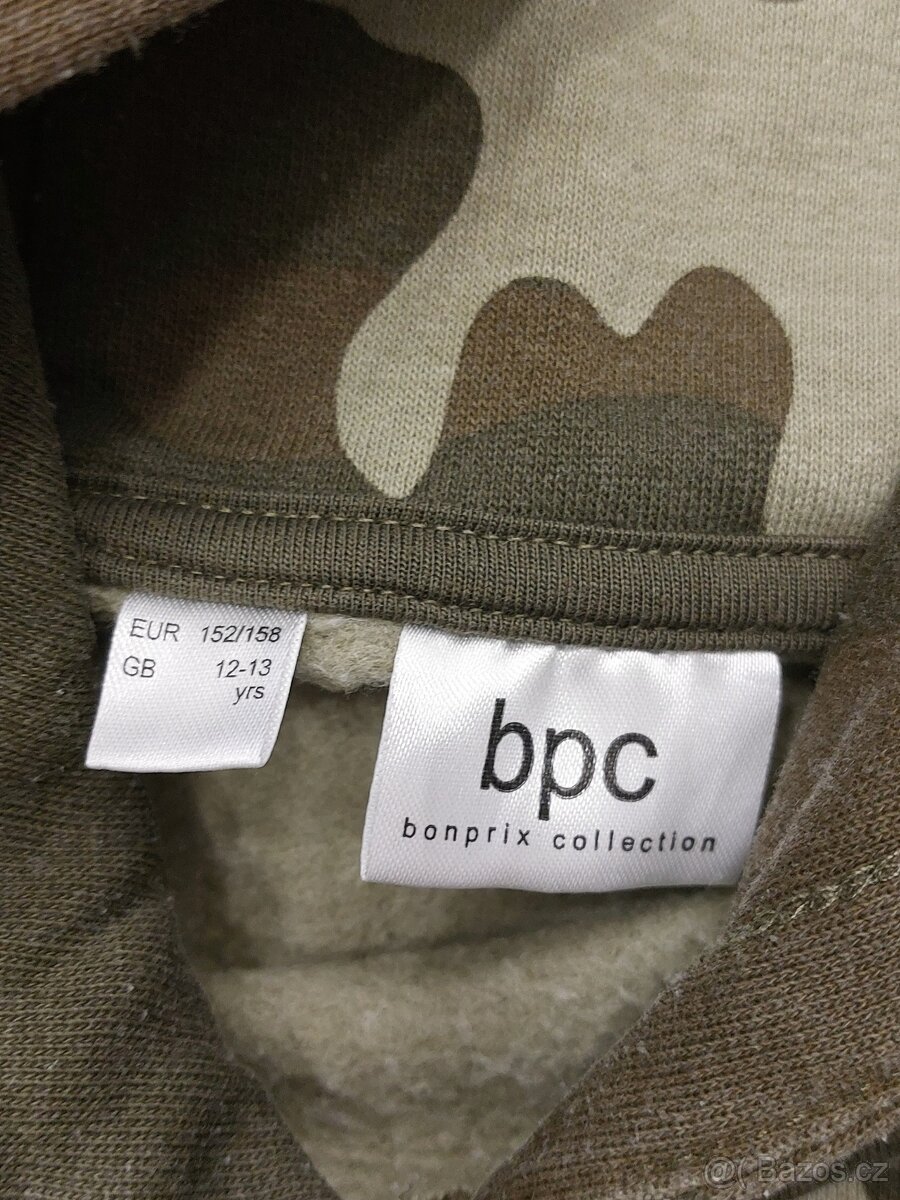 EUR 152/158
GB 12-13
yrs
bpc
bonprix collection
@( Bazos.cz